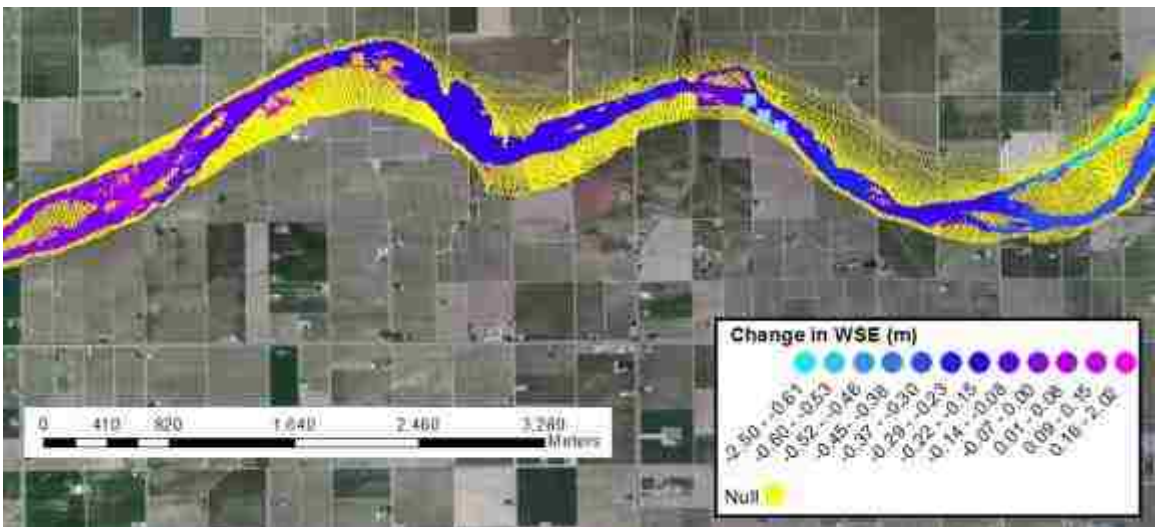 0 410 820 1,640 2,460 3,280
Meters
Change in WSE (m)
-2.50 - -0.61
-0.60 - -0.53
-0.52 - -0.46
-0.45 - -0.38
-0.37 - -0.30
-0.29 - -0.23
-0.22 - -0.15
-0.14 - -0.08
-0.07 - 0.00
0.01 - 0.08
0.09 - 0.15
0.16 - 2.02
Null